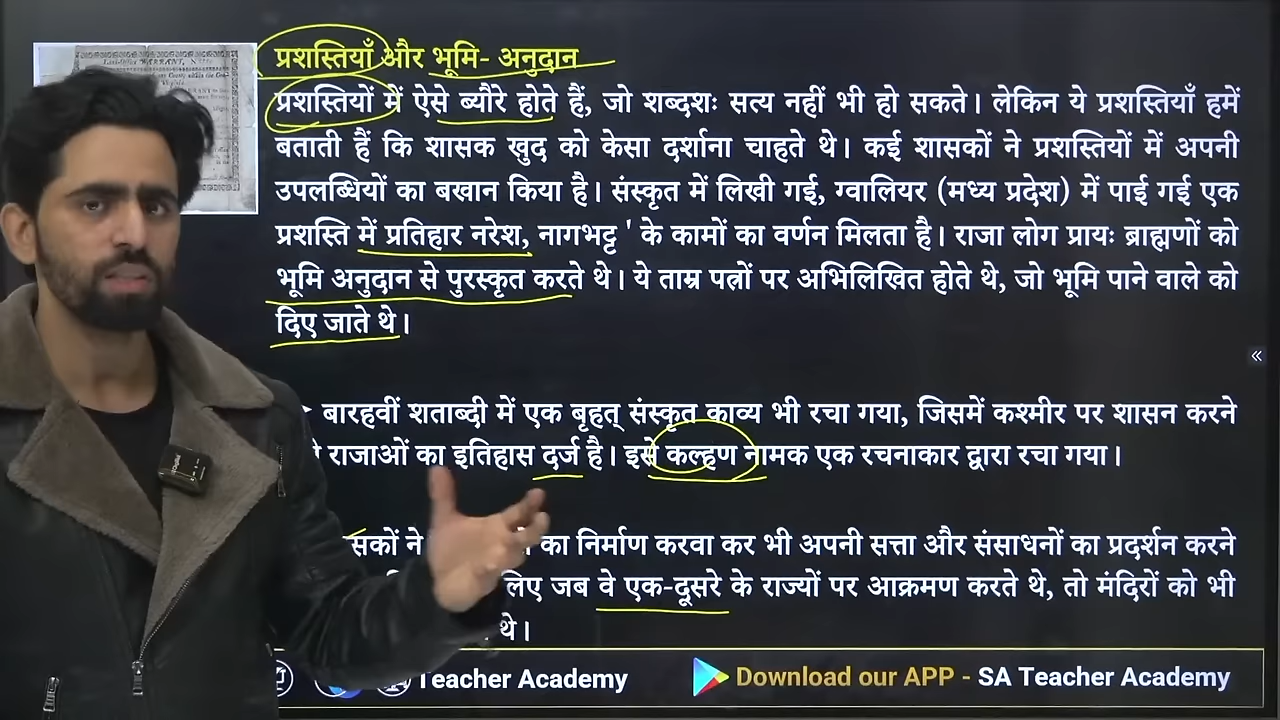 प्रशस्तियाँ और भूमि- अनुदान
प्रशस्तियों में ऐसे ब्यौरे होते हैं, जो शब्दशः सत्य नहीं भी हो सकते। लेकिन ये प्रशस्तियाँ हमें
बताती हैं कि शासक खुद को केसा दर्शाना चाहते थे। कई शासकों ने प्रशस्तियों में अपनी
उपलब्धियों का बखान किया है। संस्कृत में लिखी गई, ग्वालियर (मध्य प्रदेश) में पाई गई एक
प्रशस्ति में प्रतिहार नरेश, नागभट्ट ' के कामों का वर्णन मिलता है। राजा लोग प्रायः ब्राह्मणों को
भूमि अनुदान से पुरस्कृत करते थे। ये ताम्र पत्रों पर अभिलिखित होते थे, जो भूमि पाने वाले को
दिए जाते थे।
बारहवीं शताब्दी में एक बृहत् संस्कृत काव्य भी रचा गया, जिसमें कश्मीर पर शासन करने
राजाओं का इतिहास दर्ज है। इसे कल्हण नामक एक रचनाकार द्वारा रचा गया।
सकों ने का निर्माण करवा कर भी अपनी सत्ता और संसाधनों का प्रदर्शन करने
लिए जब वे एक-दूसरे के राज्यों पर आक्रमण करते थे, तो मंदिरों को भी
थे।
Teacher Academy
Download our APP - SA Teacher Academy